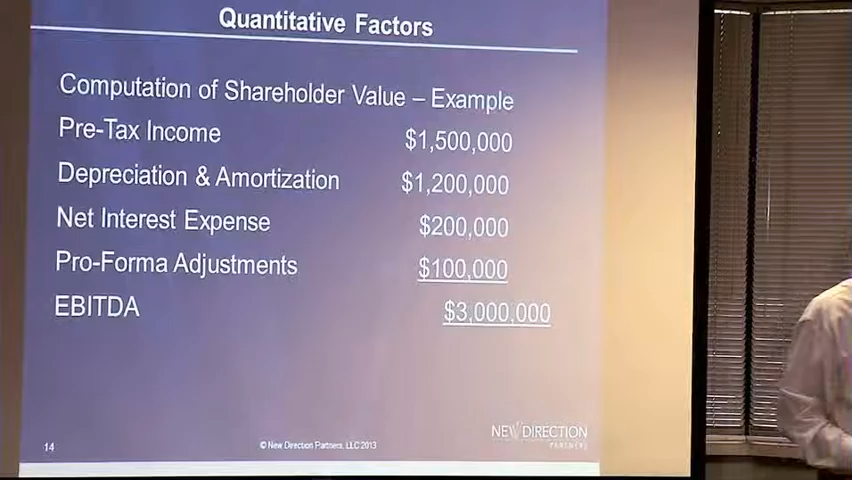 Quantitative Factors
Computation of Shareholder Value – Example
Pre-Tax Income $1,500,000
Depreciation & Amortization $1,200,000
Net Interest Expense $200,000
Pro-Forma Adjustments $100,000
EBITDA $3,000,000
14 © New Direction Partners, LLC 2013 NEW DIRECTION
PARTNERS